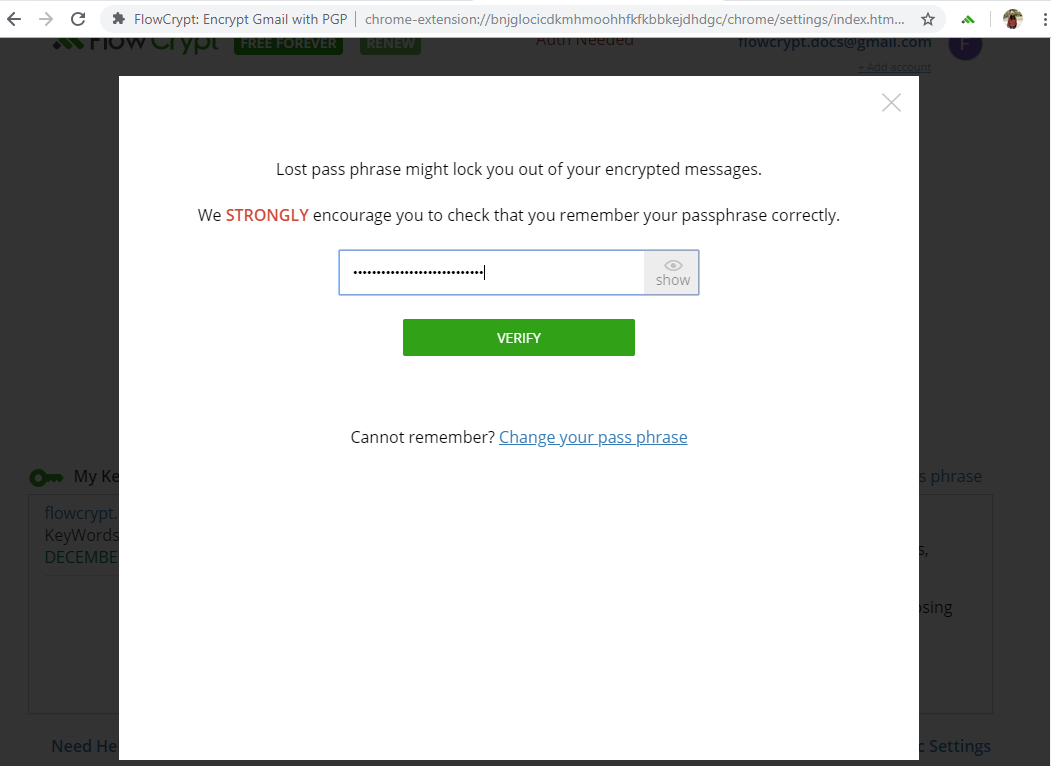 FlowCrypt: Encrypt Gmail with PGP | chrome-extension://bnjglocicdkmhmoohhfkfkbbkejdhdgc/chrome/settings/index.htm...
FlowCrypt FREE FOREVER RENEW Auth Needed flowcrypt.docs@gmail.com F
+ Add account
Lost pass phrase might lock you out of your encrypted messages.
We STRONGLY encourage you to check that you remember your passphrase correctly.
show
VERIFY
Cannot remember? Change your pass phrase
My Ke s phrase
flowcrypt.
KeyWords
s,
DECEMBE
osing
Need He c Settings